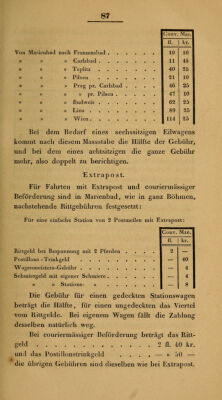 87
Conv. Mze.
fl. | kr.
Von Marienbad nach Franzensbad . . . . . . 10 10
» » » Carlsbad . . . . . . . 11 45
» » » Teplitz . . . . . . . 40 25
» » » Pilsen . . . . . . . 21 10
» » » Prag pr. Carlsbad . . . . 46 25
» » » » pr. Pilsen . . . . . 47 10
» » » Budweis . . . . . . . 62 25
» » » Linz . . . . . . . . 89 25
» » » Wien . . . . . . . . 114 25
Bei dem Bedarf eines sechssitzigen Eilwagens
kommt nach diesem Massstabe die Hälfte der Gebühr,
und bei dem eines achtsitzigen die ganze Gebühr
mehr, also doppelt zu berichtigen.
Extrapost.
Für Fahrten mit Extrapost und couriermässiger
Beförderung sind in Marienbad, wie in ganz Böhmen,
nachstehende Ritgebühren festgesetzt:
Für eine einfache Station von 2 Postmeilen mit Extrapost:
Conv. Mze.
fl. | kr.
Rittgeld bei Bespannung mit 2 Pferden . . . . 2 —
Postillons-Trinkgeld . . . . . . . . — 40
Wagenmeisters-Gebühr . . . . . . . — 4
Schmiergeld mit eigener Schmiere . . . . . — 4
» » Stations- » . . . . . — 8
Die Gebühr für einen gedeckten Stationswagen
beträgt die Hälfte, für einen ungedeckten das Viertel
vom Rittgelde. Bei eigenem Wagen fällt die Zahlung
desselben natürlich weg.
Bei couriermässiger Beförderung beträgt das Ritt-
geld . . . . . . . . . . 2 fl. 40 kr.
und das Postillonstrinkgeld . . . . — » 50 —
die übrigen Gebühren sind dieselben wie bei Extrapost.